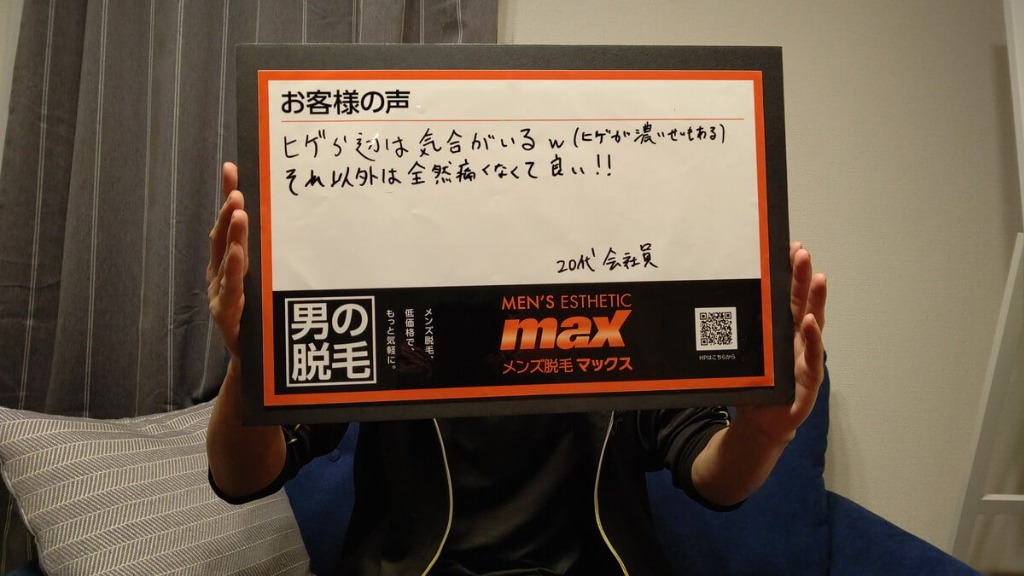 お客様の声
ヒゲら辺は気合がいるw(ヒゲが濃いせいもある)
それ以外は全然痛くなくて良い!!
20代 会社員
男の
脱毛
メンズ脱毛、
低価格で、
もっと気軽に。
MEN'S ESTHETIC
max
メンズ脱毛 マックス
HPはこちらから